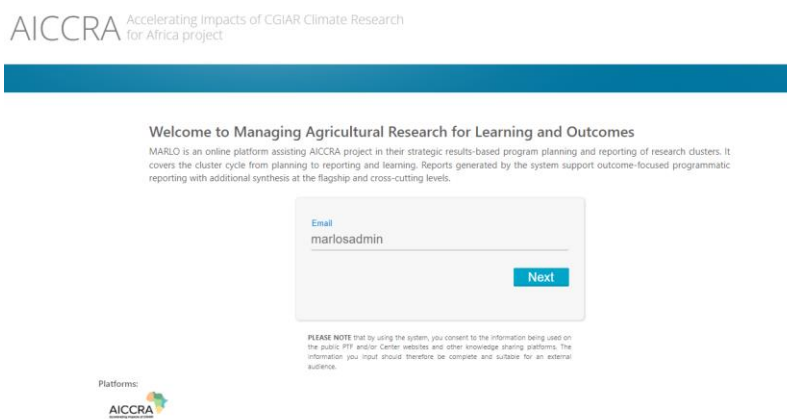 AICCRA
Accelerating Impacts of CGIAR Climate Research
for Africa project
Welcome to Managing Agricultural Research for Learning and Outcomes
MARLO is an online platform assisting AICCRA project in their strategic results-based program planning and reporting of research clusters. It
covers the cluster cycle from planning to reporting and learning. Reports generated by the system support outcome-focused programmatic
reporting with additional synthesis at the flagship and cross-cutting levels.
Email
marlosadmin
Next
PLEASE NOTE that by using the system, you consent to the information being used on
the public PTF and/or Center websites and other knowledge sharing platforms. The
information you input should therefore be complete and suitable for an external
audience.
Platforms:
AICCRA